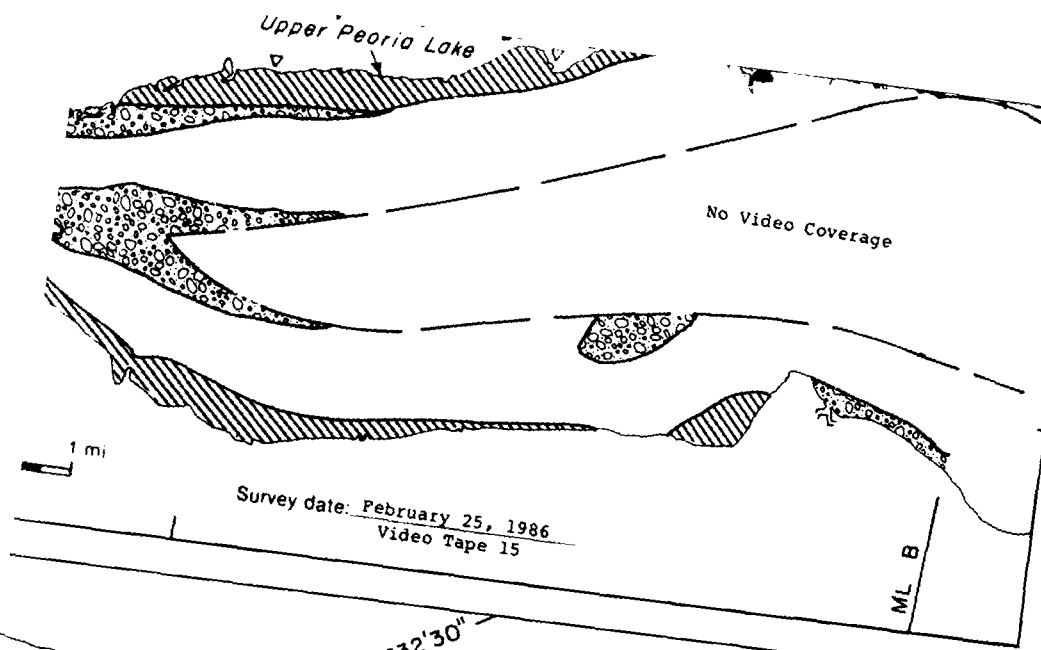 Upper Peoria Lake
No Video Coverage
1 mi
Survey date: February 25, 1986
Video Tape 15
ML B
32'30"